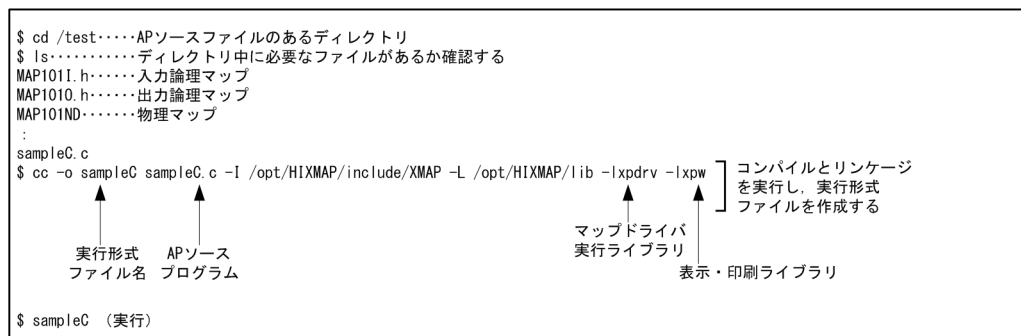 $ cd /test・・・・・APソースファイルのあるディレクトリ
$ ls・・・・・・・・・・・ディレクトリ中に必要なファイルがあるか確認する
MAP101I.h・・・・・・入力論理マップ
MAP101O.h・・・・・・出力論理マップ
MAP101ND・・・・・・・物理マップ
:
sampleC.c
$ cc -o sampleC sampleC.c -I /opt/HIXMAP/include/XMAP -L /opt/HIXMAP/lib -lxpdrv -lxpw
コンパイルとリンケージ
を実行し，実行形式
ファイルを作成する
実行形式
ファイル名
APソース
プログラム
マップドライバ
実行ライブラリ
表示・印刷ライブラリ
$ sampleC （実行）